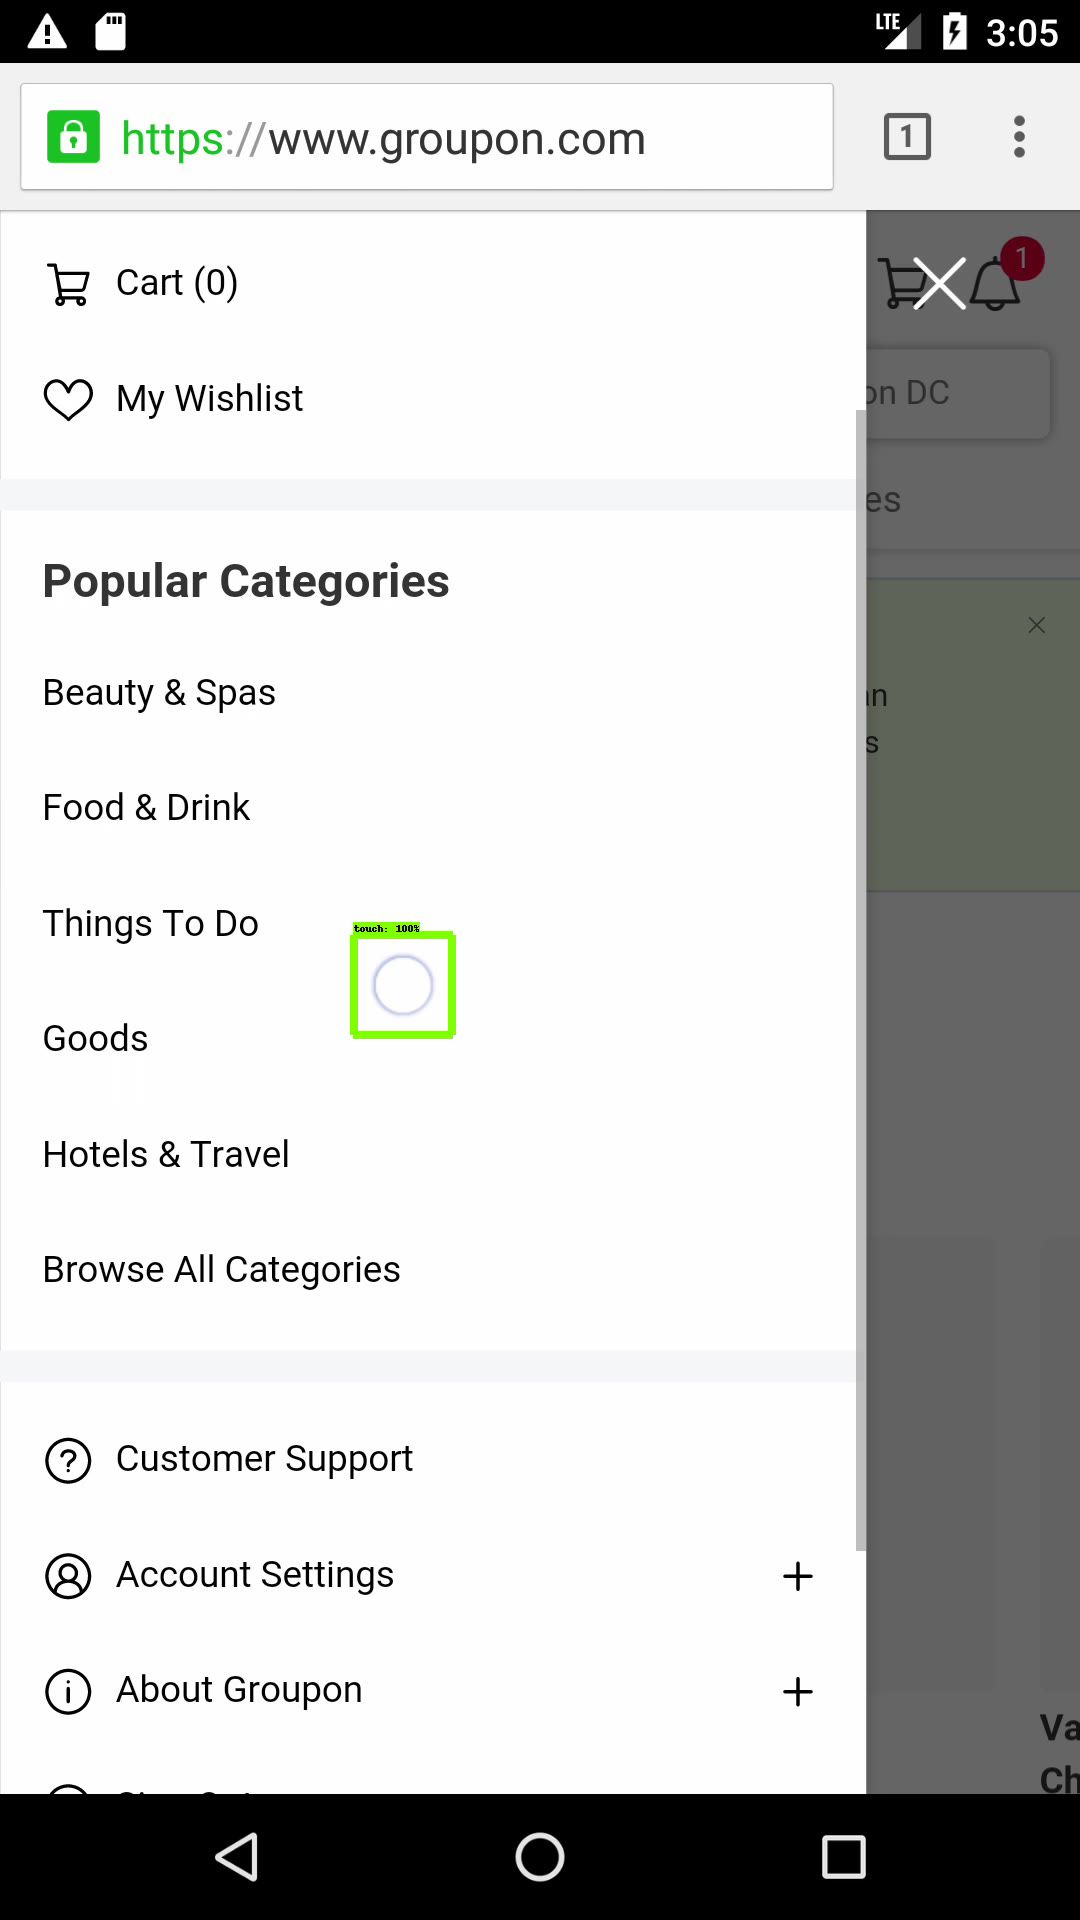 LTE 3:05
https://www.groupon.com 1
Cart (0)
1
My Wishlist
on DC
es
Popular Categories
Beauty & Spas
an
s
Food & Drink
Things To Do
touch: 100%
Goods
Hotels & Travel
Browse All Categories
Customer Support
Account Settings
About Groupon
Va
Ch